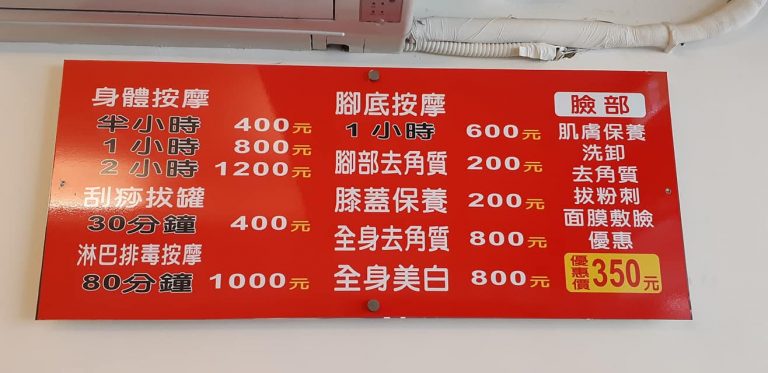 身體按摩
半小時 400元
1小時 800元
2小時 1200元
刮痧拔罐
30分鐘 400元
淋巴排毒按摩
80分鐘 1000元
腳底按摩
1小時 600元
腳部去角質 200元
膝蓋保養 200元
全身去角質 800元
全身美白 800元
臉部
肌膚保養
洗卸
去角質
拔粉刺
面膜敷臉
優惠
優惠價350元